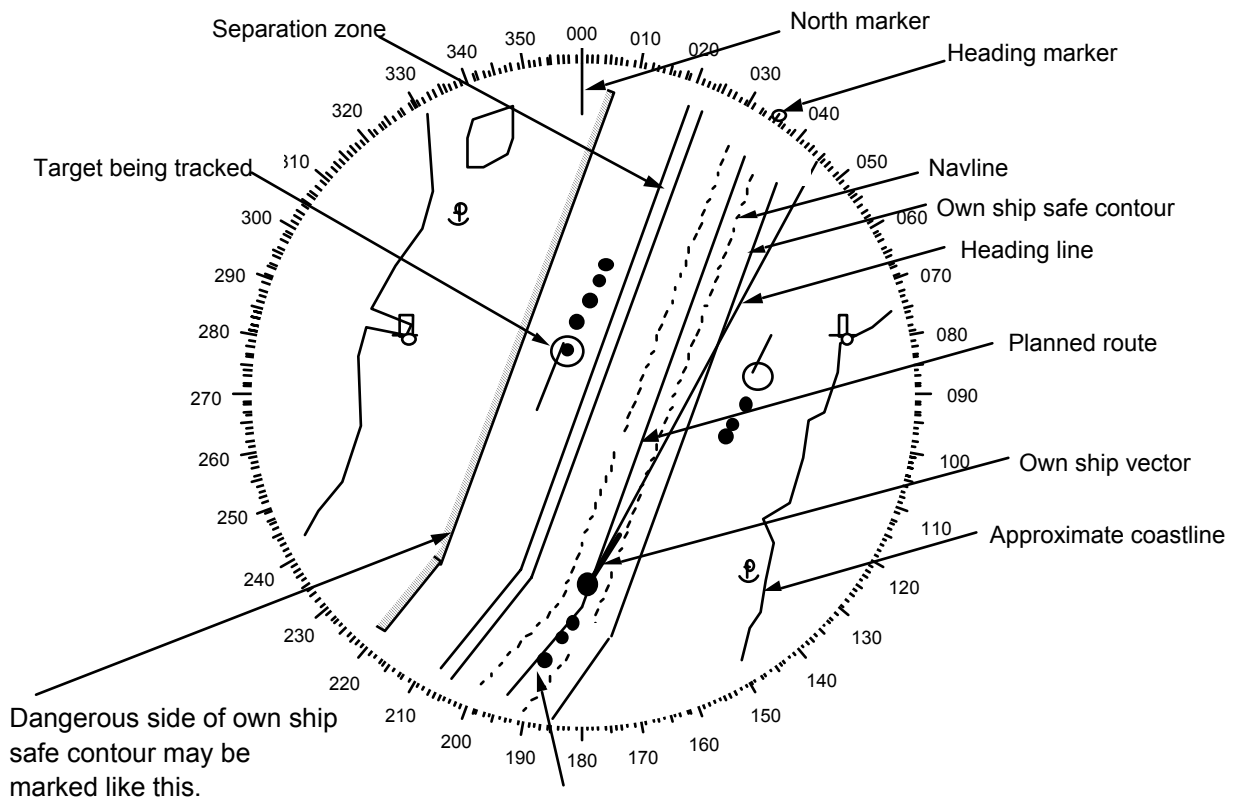 Separation zone
North marker
Heading marker
Target being tracked
Navline
Own ship safe contour
Heading line
Planned route
Own ship vector
Approximate coastline
Dangerous side of own ship
safe contour may be
marked like this.
000
010
020
030
040
050
060
070
080
090
100
110
120
130
140
150
160
170
180
190
200
210
220
230
240
250
260
270
280
290
300
310
320
330
340
350